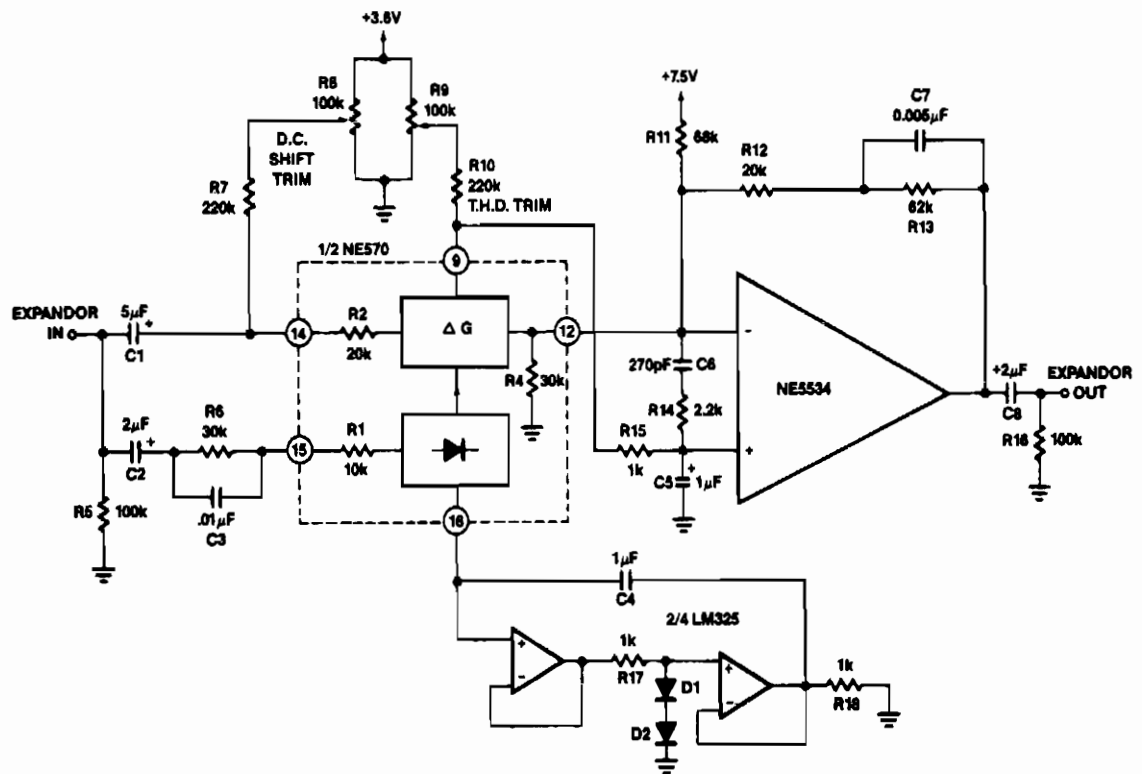 +3.6V
R8
100k
R9
100k
D.C.
SHIFT
TRIM
R7
220k
R10
220k
T.H.D. TRIM
+7.5V
R11
68k
R12
20k
C7
0.005µF
62k
R13
1/2 NE570
9
EXPANDOR
IN
5µF
+
C1
14
R2
20k
Δ G
12
R4
30k
270pF
C6
R14
2.2k
-
+
NE5534
+2µF
C8
EXPANDOR
OUT
R16
100k
2µF
+
C2
R6
30k
.01µF
C3
15
R1
10k
R15
1k
+
C5
1µF
R5
100k
16
1µF
C4
2/4 LM325
+
-
1k
R17
D1
D2
+
-
1k
R18